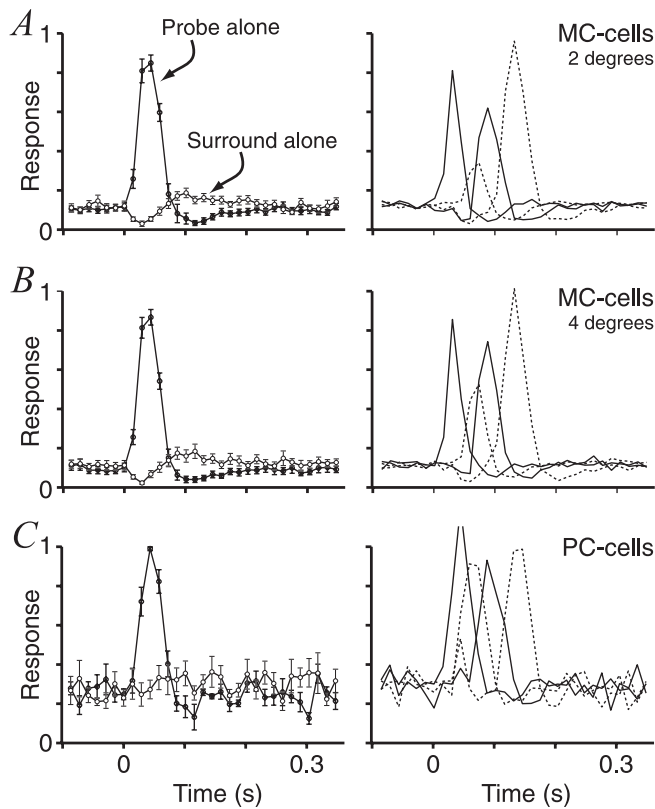 A
1
Probe alone
Surround alone
Response
0
MC-cells
2 degrees
B
1
Response
0
MC-cells
4 degrees
C
1
Response
0
PC-cells
0
0.3
Time (s)
0
0.3
Time (s)